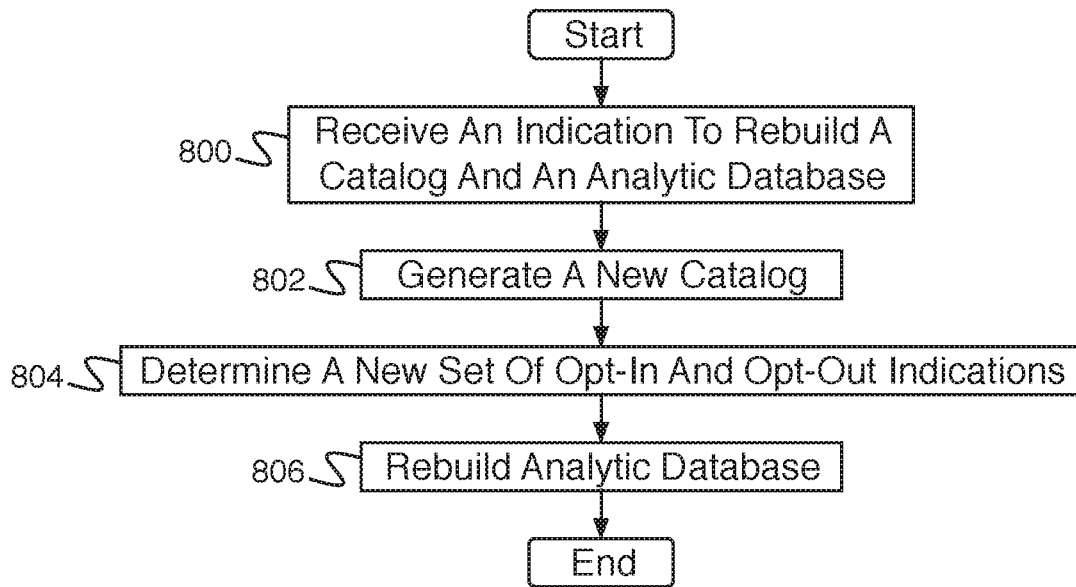 Start
800
Receive An Indication To Rebuild A
Catalog And An Analytic Database
802
Generate A New Catalog
804
Determine A New Set Of Opt-In And Opt-Out Indications
806
Rebuild Analytic Database
End